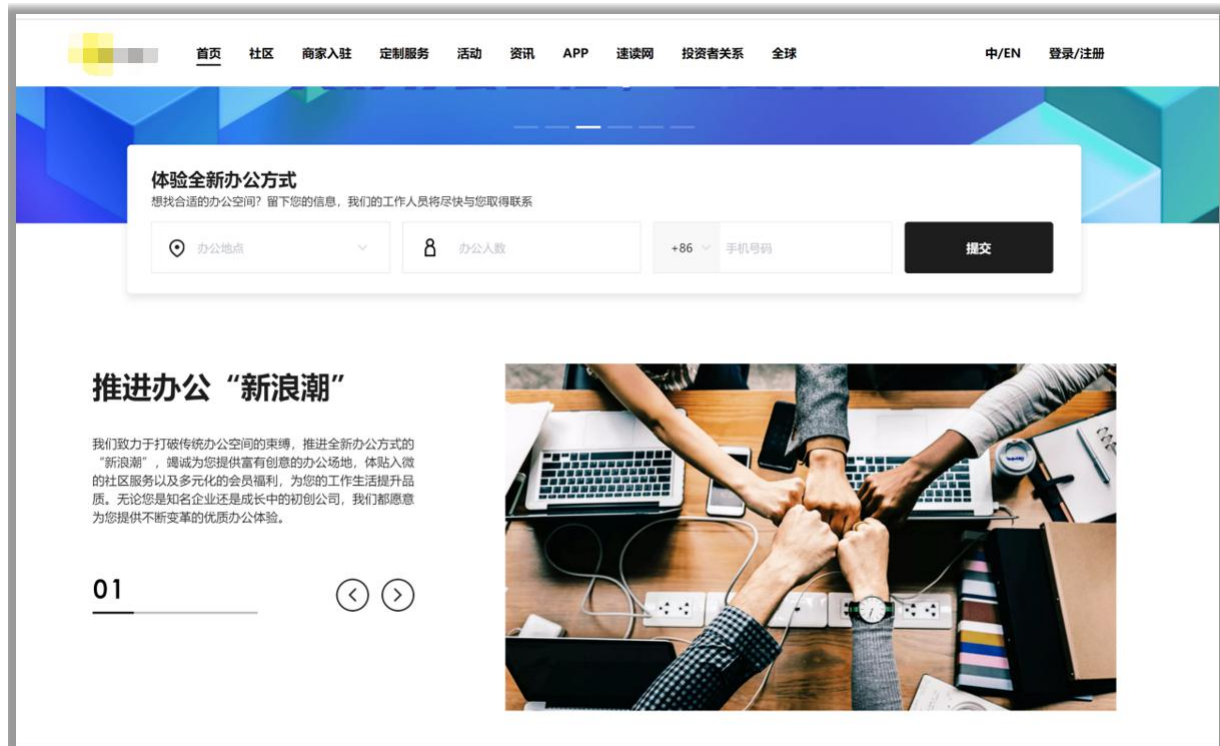 首页 社区 商家入驻 定制服务 活动 资讯 APP 速读网 投资者关系 全球 中/EN 登录/注册
体验全新办公方式
想找合适的办公空间？留下您的信息，我们的工作人员将尽快与您取得联系
办公地点 办公人数 +86 手机号码 提交
推进办公“新浪潮”
我们致力于打破传统办公空间的束缚，推进全新办公方式的
“新浪潮”，竭诚为您提供富有创意的办公场地，体贴入微
的社区服务以及多元化的会员福利，为您的工作生活提升品
质。无论您是知名企业还是成长中的初创公司，我们都愿意
为您提供不断变革的优质办公体验。
01